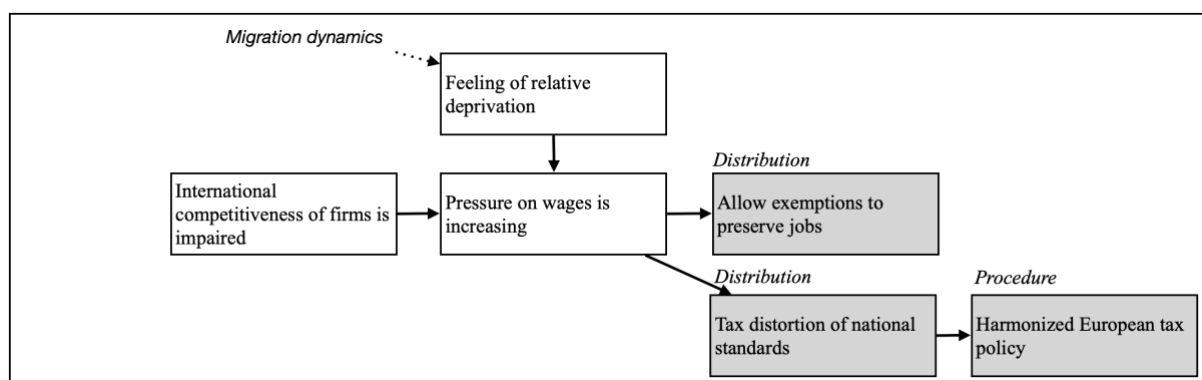 Migration dynamics
Feeling of relative
deprivation
International
competitiveness of firms is
impaired
Pressure on wages is
increasing
Distribution
Allow exemptions to
preserve jobs
Distribution
Tax distortion of national
standards
Procedure
Harmonized European tax
policy